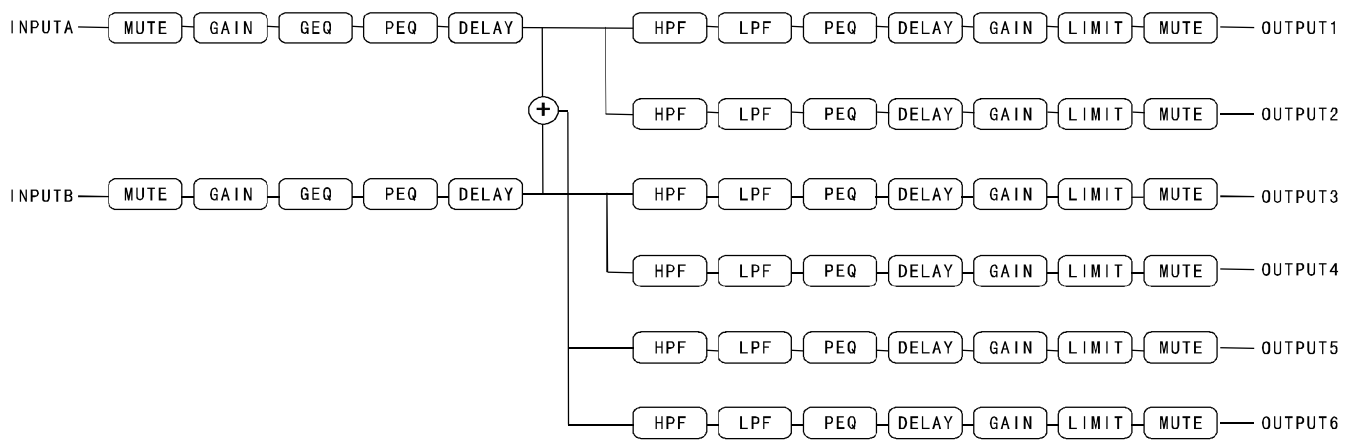 INPUTA MUTE GAIN GEQ PEQ DELAY HPF LPF PEQ DELAY GAIN LIMIT MUTE OUTPUT1
+
HPF LPF PEQ DELAY GAIN LIMIT MUTE OUTPUT2
INPUTB MUTE GAIN GEQ PEQ DELAY HPF LPF PEQ DELAY GAIN LIMIT MUTE OUTPUT3
HPF LPF PEQ DELAY GAIN LIMIT MUTE OUTPUT4
HPF LPF PEQ DELAY GAIN LIMIT MUTE OUTPUT5
HPF LPF PEQ DELAY GAIN LIMIT MUTE OUTPUT6